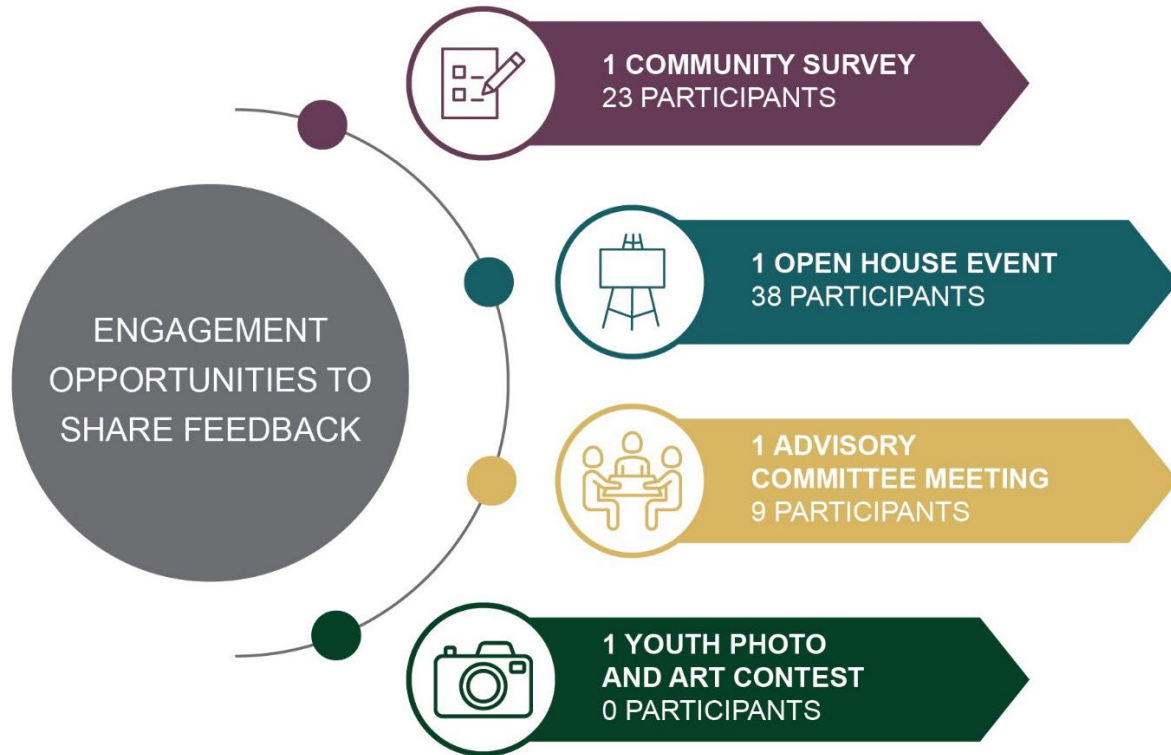 ENGAGEMENT
OPPORTUNITIES TO
SHARE FEEDBACK
1 COMMUNITY SURVEY
23 PARTICIPANTS
1 OPEN HOUSE EVENT
38 PARTICIPANTS
1 ADVISORY
COMMITTEE MEETING
9 PARTICIPANTS
1 YOUTH PHOTO
AND ART CONTEST
0 PARTICIPANTS